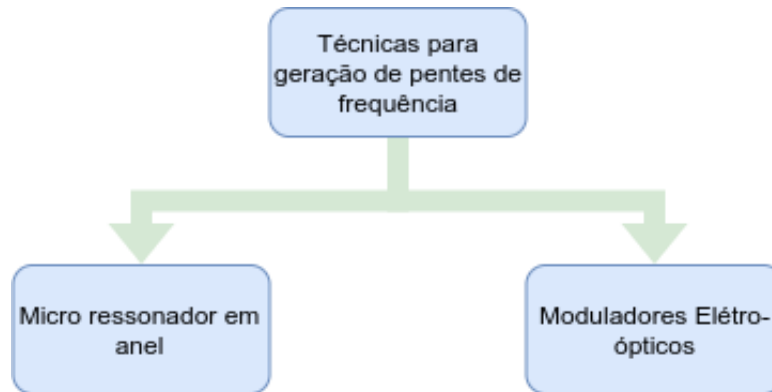 Técnicas para
geração de pentes de
frequência
Micro ressonador em
anel
Moduladores Elétro-
ópticos